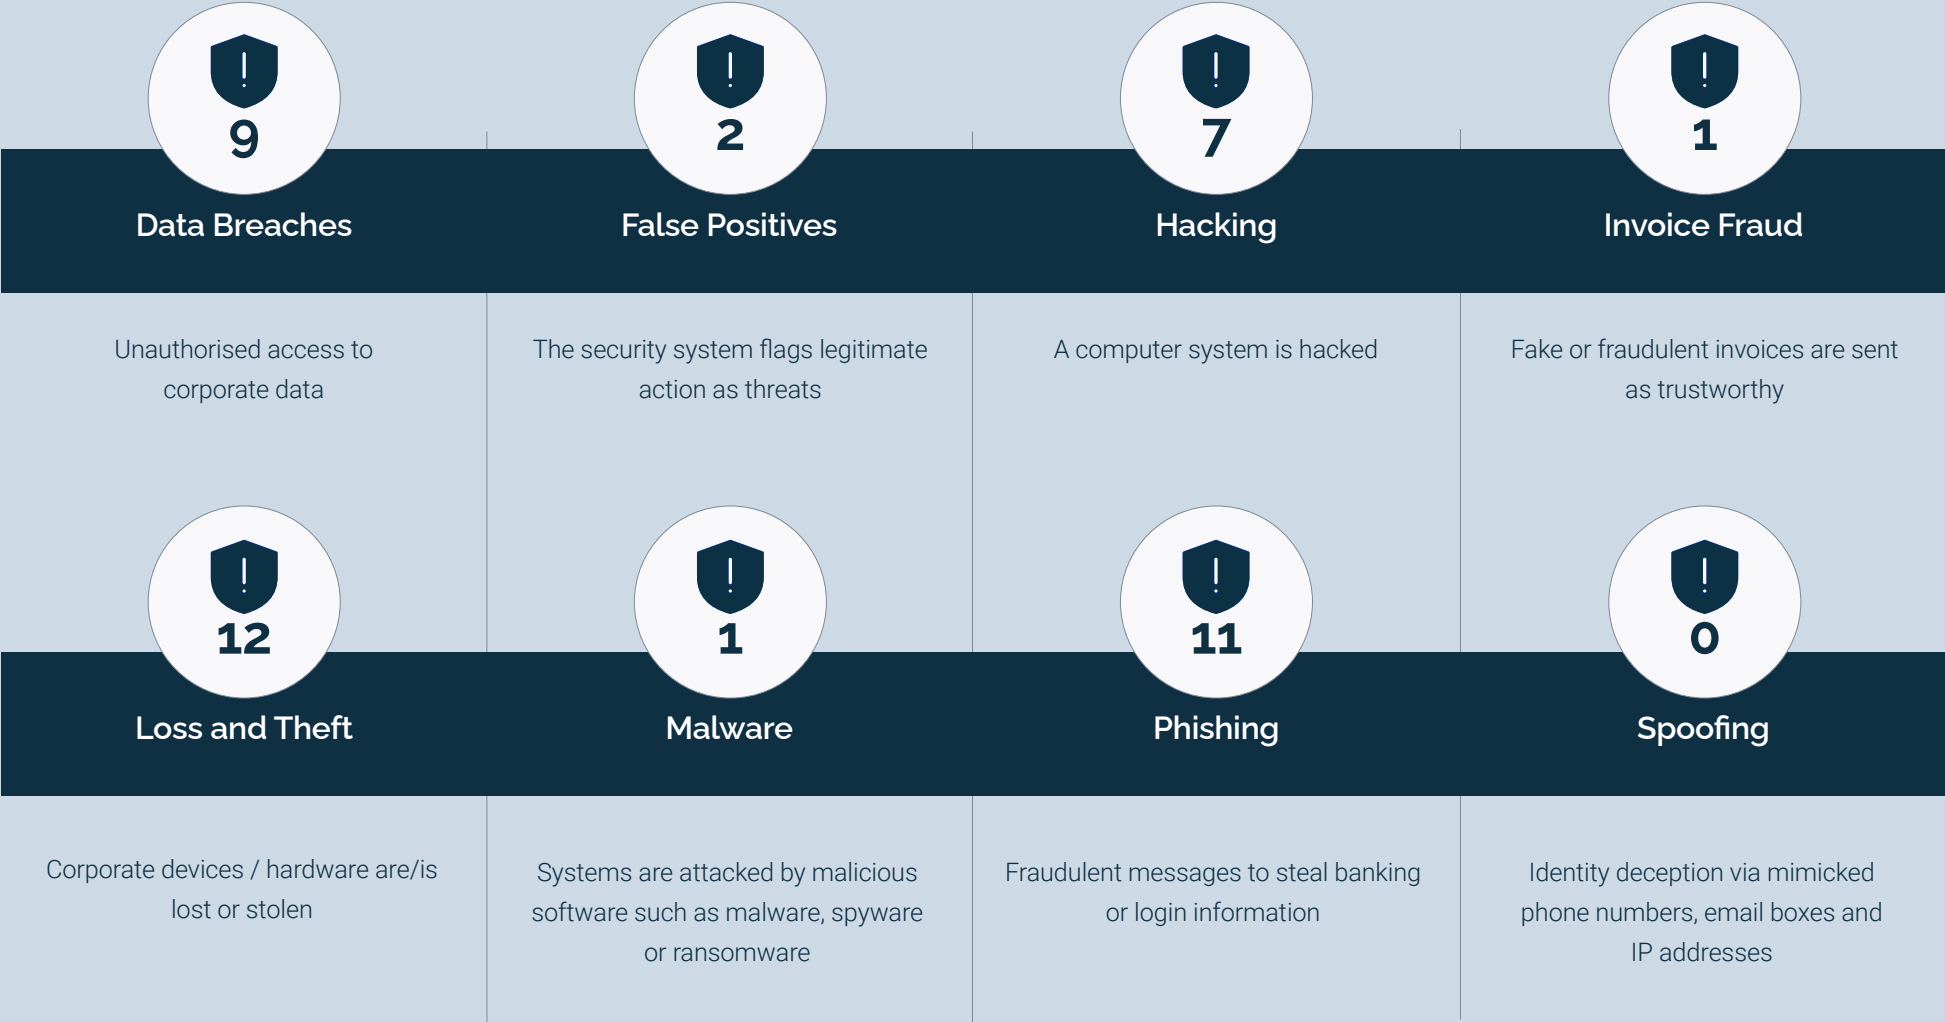 9
Data Breaches
Unauthorised access to
corporate data
2
False Positives
The security system flags legitimate
action as threats
7
Hacking
A computer system is hacked
1
Invoice Fraud
Fake or fraudulent invoices are sent
as trustworthy
12
Loss and Theft
Corporate devices / hardware are/is
lost or stolen
1
Malware
Systems are attacked by malicious
software such as malware, spyware
or ransomware
11
Phishing
Fraudulent messages to steal banking
or login information
0
Spoofing
Identity deception via mimicked
phone numbers, email boxes and
IP addresses